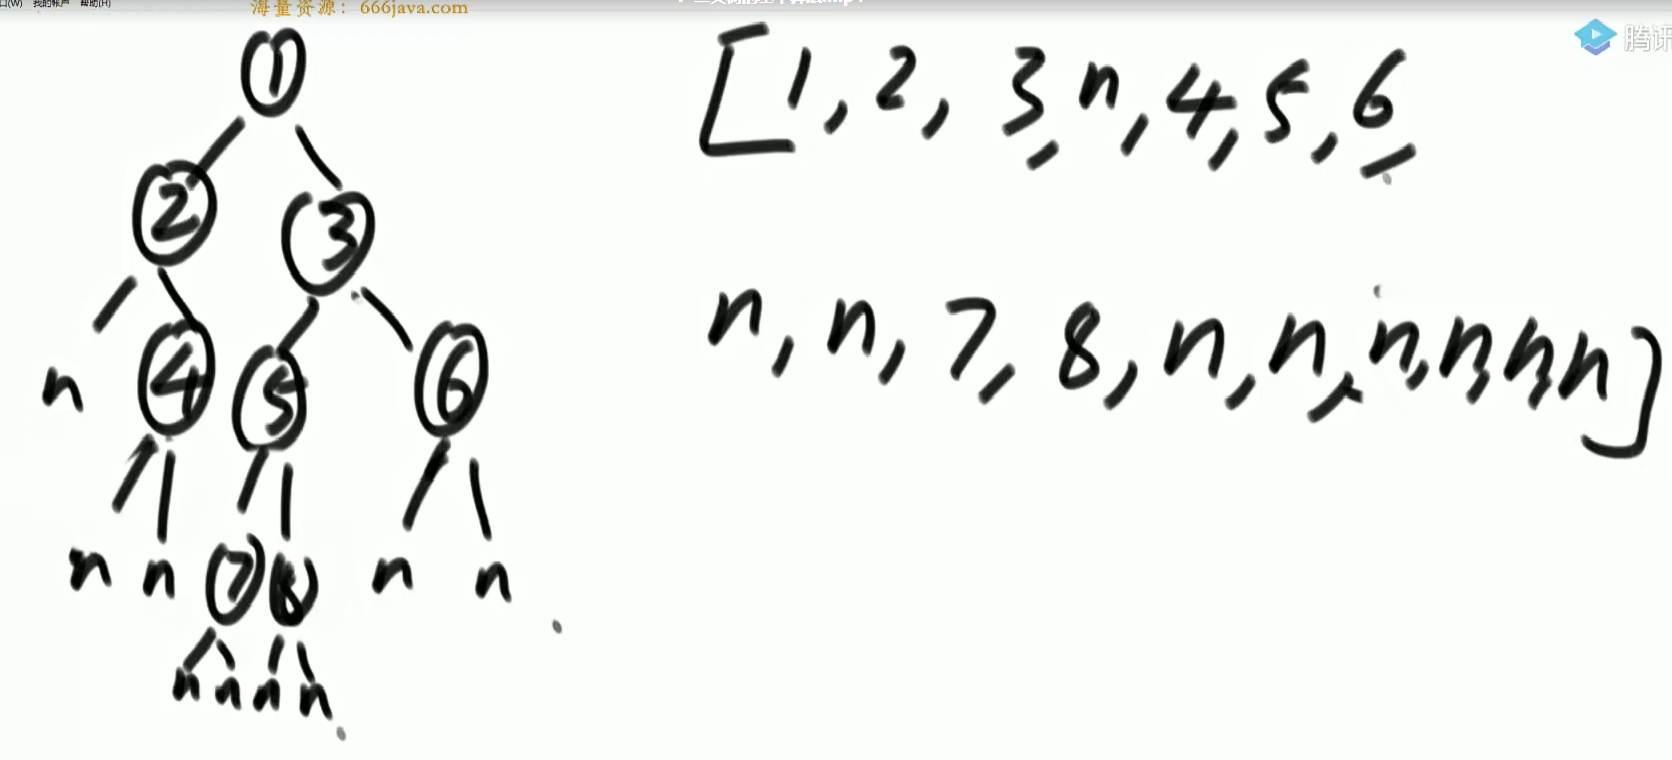 口(W) 我的帐户 帮助(H)
海量资源：666java.com
腾讯
1
[1, 2, 3, n, 4, 5, 6,
2 3
n, n, 7, 8, n, n, n, n, n, n]
n 4 5 6
n n 7 8 n n
n n n n